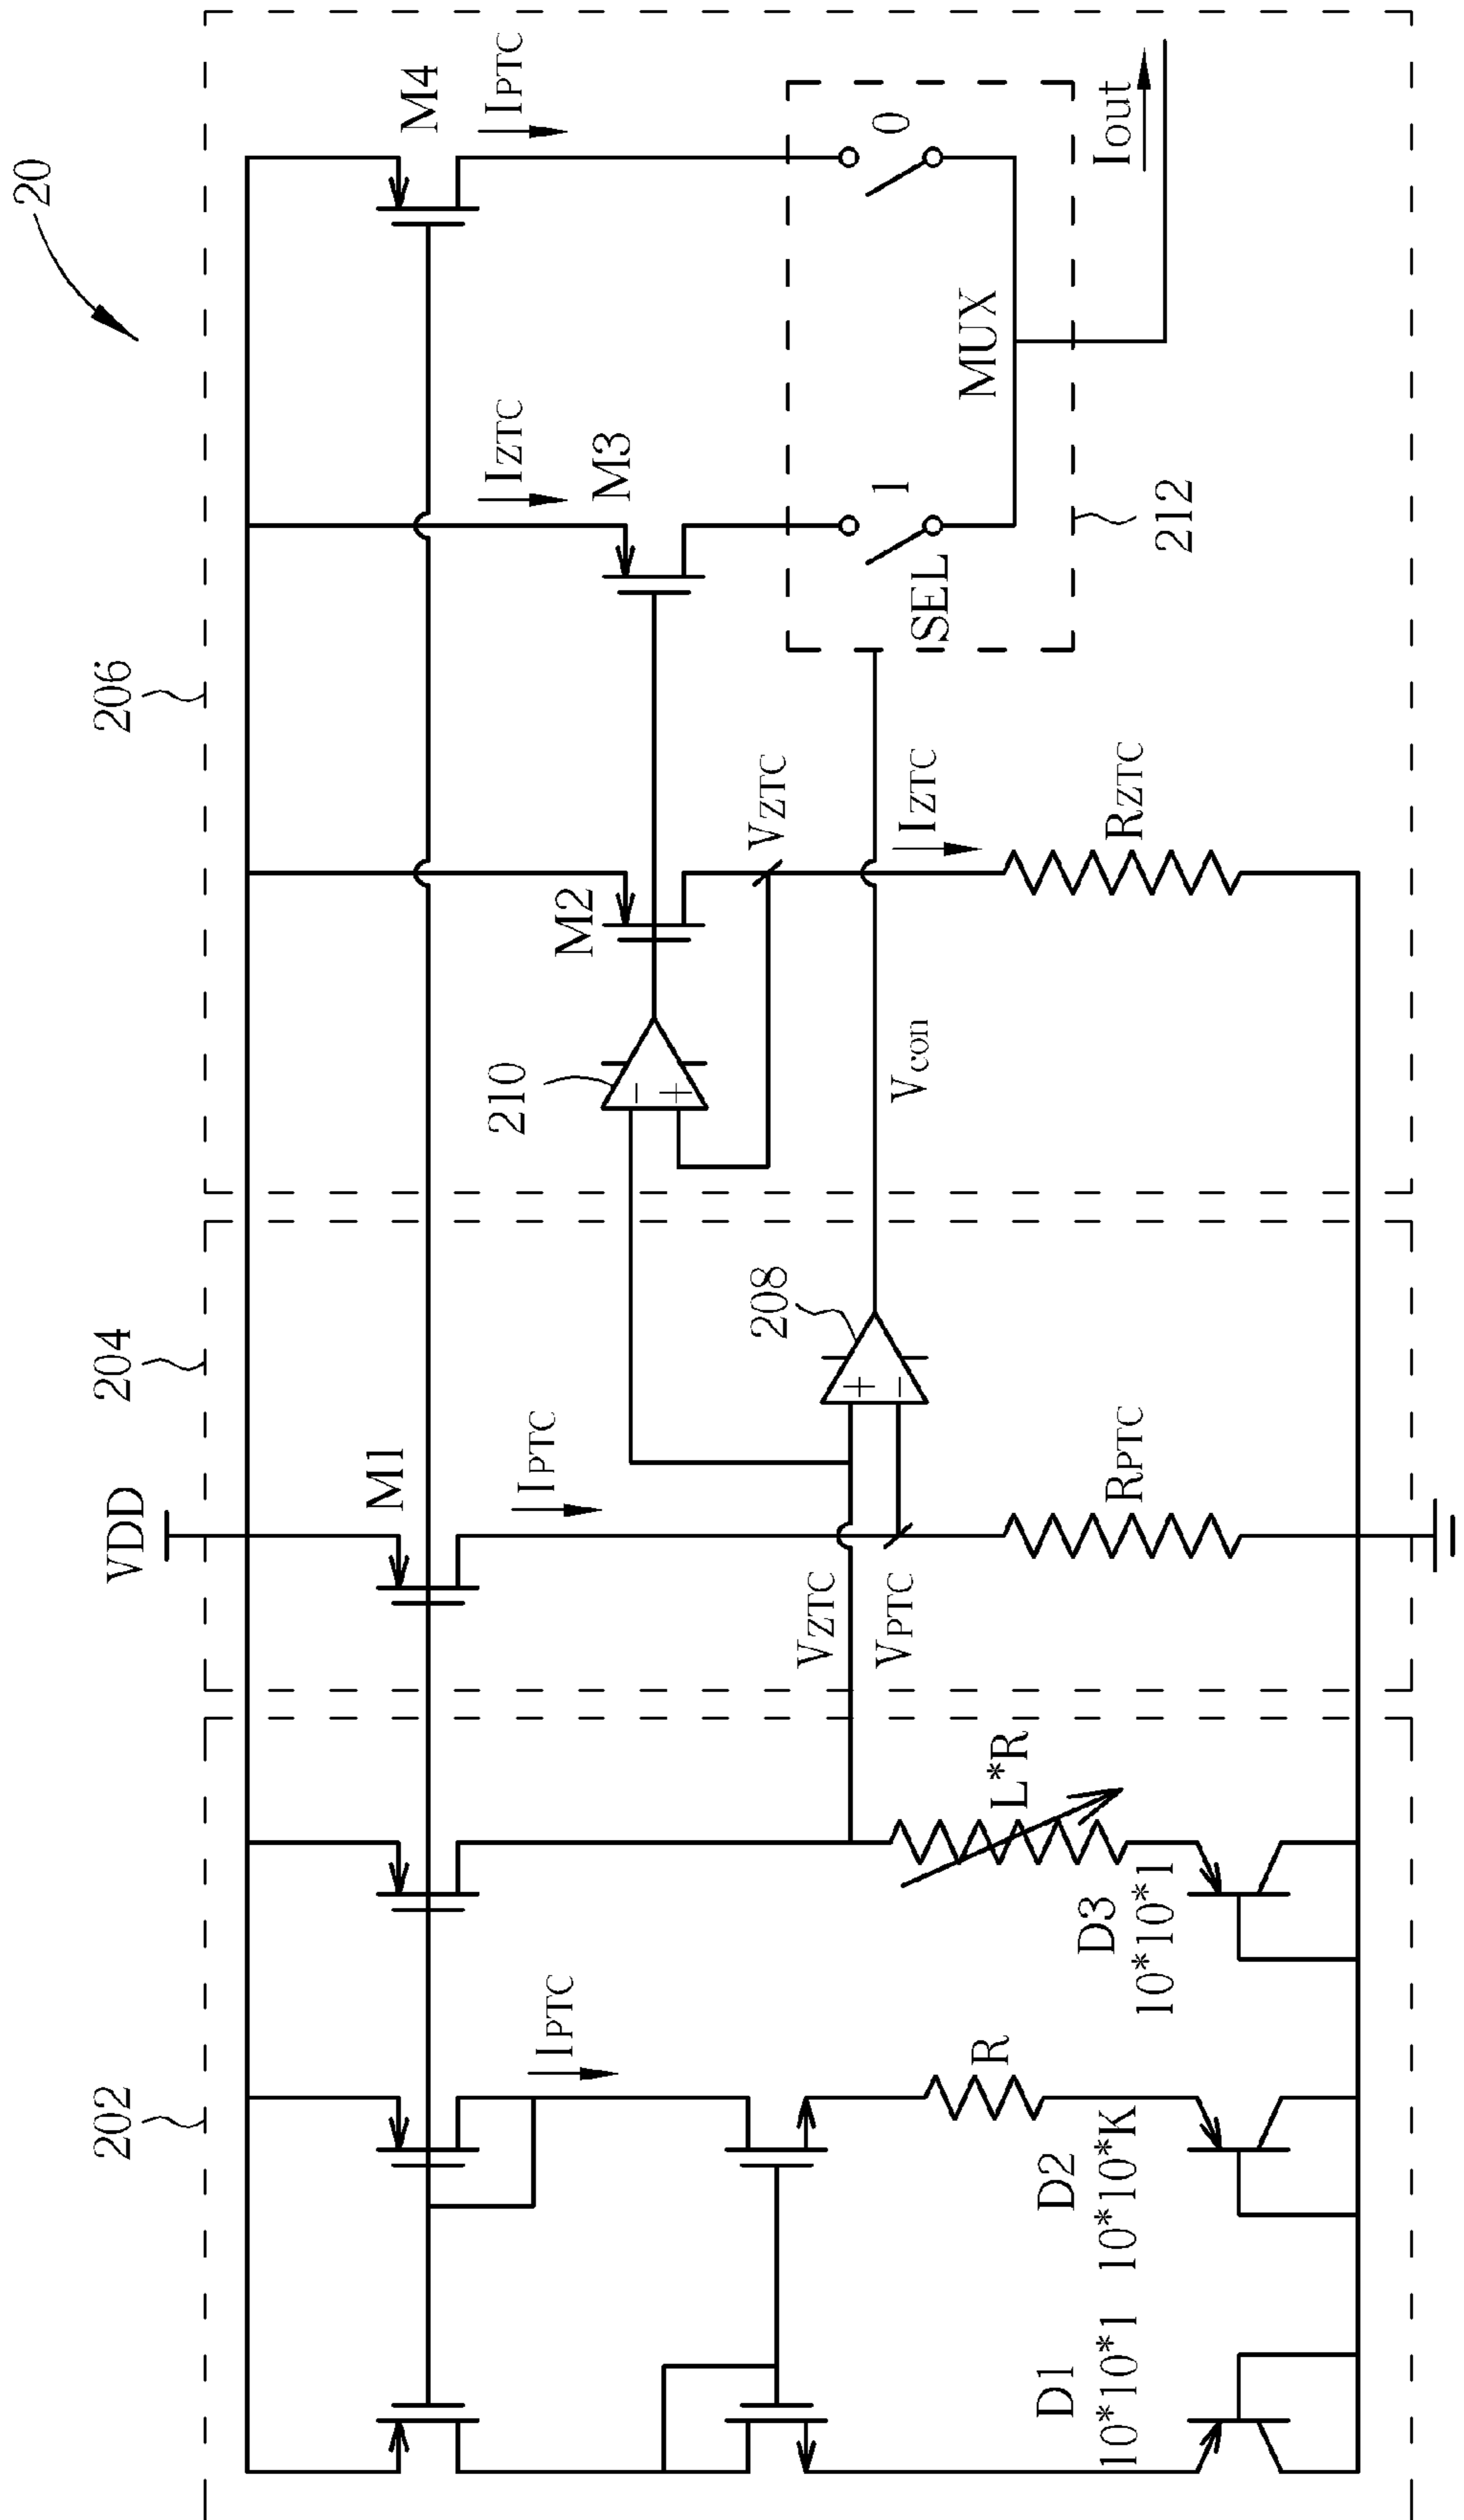 20
202
204
206
VDD
M1
M4
IPTC
IPTC
IPTC
IZTC
M3
M2
210
VZTC
208
VZTC
VPTC
Vcon
IZTC
SEL
1
0
MUX
212
Iout
R
L*R
RPTC
RZTC
D1
10*10*1
D2
10*10*K
D3
10*10*1
+
−
−
+